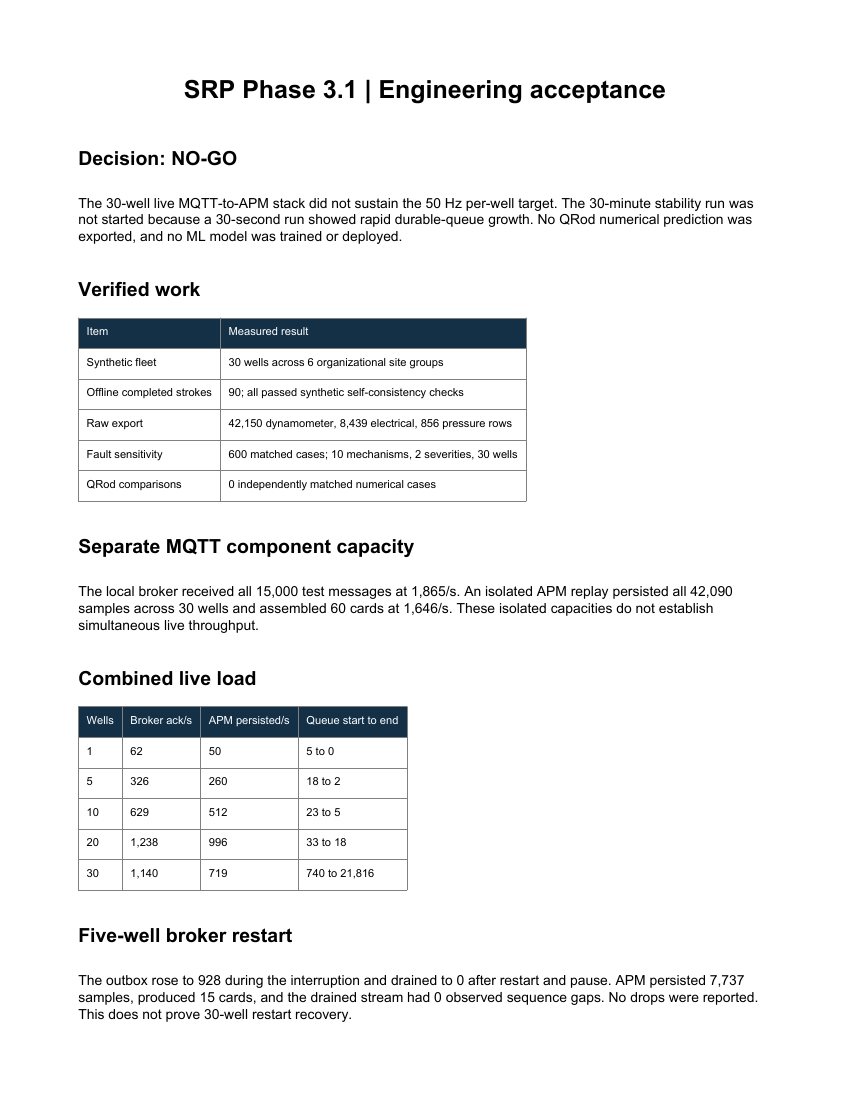 SRP Phase 3.1 | Engineering acceptance
Decision: NO-GO
The 30-well live MQTT-to-APM stack did not sustain the 50 Hz per-well target. The 30-minute stability run was
not started because a 30-second run showed rapid durable-queue growth. No QRod numerical prediction was
exported, and no ML model was trained or deployed.
Verified work
Item Measured result
Synthetic fleet 30 wells across 6 organizational site groups
Offline completed strokes 90; all passed synthetic self-consistency checks
Raw export 42,150 dynamometer, 8,439 electrical, 856 pressure rows
Fault sensitivity 600 matched cases; 10 mechanisms, 2 severities, 30 wells
QRod comparisons 0 independently matched numerical cases
Separate MQTT component capacity
The local broker received all 15,000 test messages at 1,865/s. An isolated APM replay persisted all 42,090
samples across 30 wells and assembled 60 cards at 1,646/s. These isolated capacities do not establish
simultaneous live throughput.
Combined live load
Wells Broker ack/s APM persisted/s Queue start to end
1 62 50 5 to 0
5 326 260 18 to 2
10 629 512 23 to 5
20 1,238 996 33 to 18
30 1,140 719 740 to 21,816
Five-well broker restart
The outbox rose to 928 during the interruption and drained to 0 after restart and pause. APM persisted 7,737
samples, produced 15 cards, and the drained stream had 0 observed sequence gaps. No drops were reported.
This does not prove 30-well restart recovery.